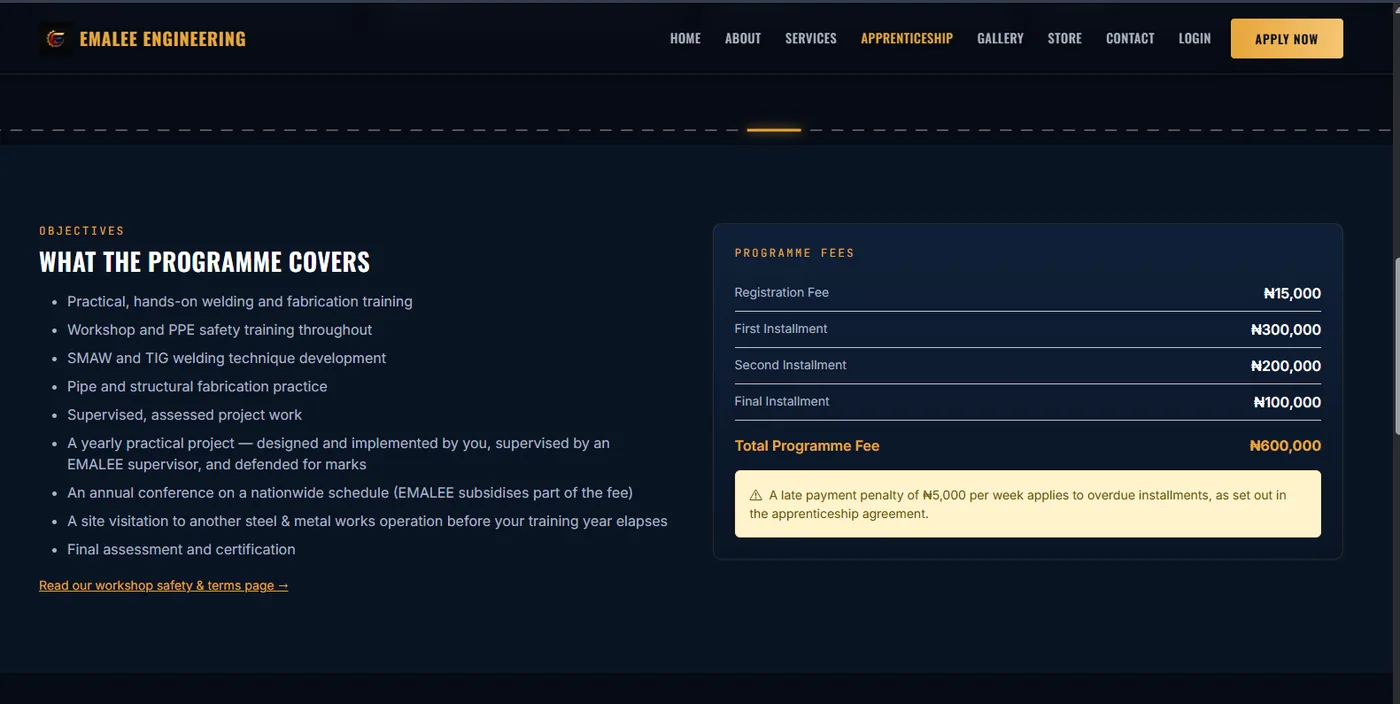 EMALEE ENGINEERING
HOME ABOUT SERVICES APPRENTICESHIP GALLERY STORE CONTACT LOGIN APPLY NOW
OBJECTIVES
WHAT THE PROGRAMME COVERS
• Practical, hands-on welding and fabrication training
• Workshop and PPE safety training throughout
• SMAW and TIG welding technique development
• Pipe and structural fabrication practice
• Supervised, assessed project work
• A yearly practical project — designed and implemented by you, supervised by an
EMALEE supervisor, and defended for marks
• An annual conference on a nationwide schedule (EMALEE subsidises part of the fee)
• A site visitation to another steel & metal works operation before your training year elapses
• Final assessment and certification
Read our workshop safety & terms page →
PROGRAMME FEES
Registration Fee ₦15,000
First Installment ₦300,000
Second Installment ₦200,000
Final Installment ₦100,000
Total Programme Fee ₦600,000
⚠ A late payment penalty of ₦5,000 per week applies to overdue installments, as set out in
the apprenticeship agreement.